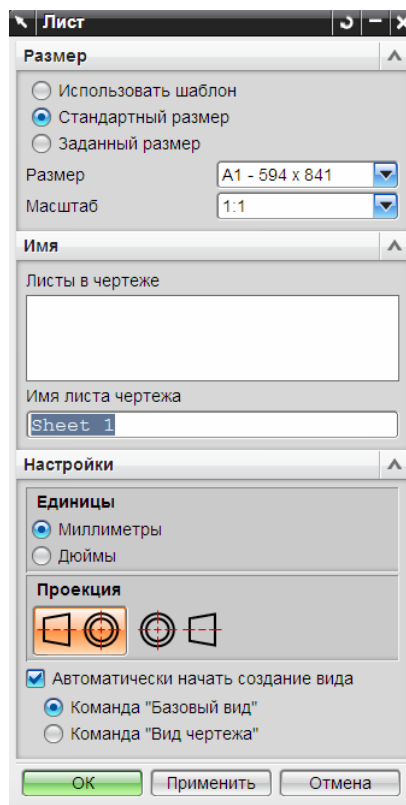 Лист
Размер
Использовать шаблон
Стандартный размер
Заданный размер
Размер A1 - 594 x 841
Масштаб 1:1
Имя
Листы в чертеже
Имя листа чертежа
Sheet 1
Настройки
Единицы
Миллиметры
Дюймы
Проекция
Автоматически начать создание вида
Команда "Базовый вид"
Команда "Вид чертежа"
ОК Применить Отмена